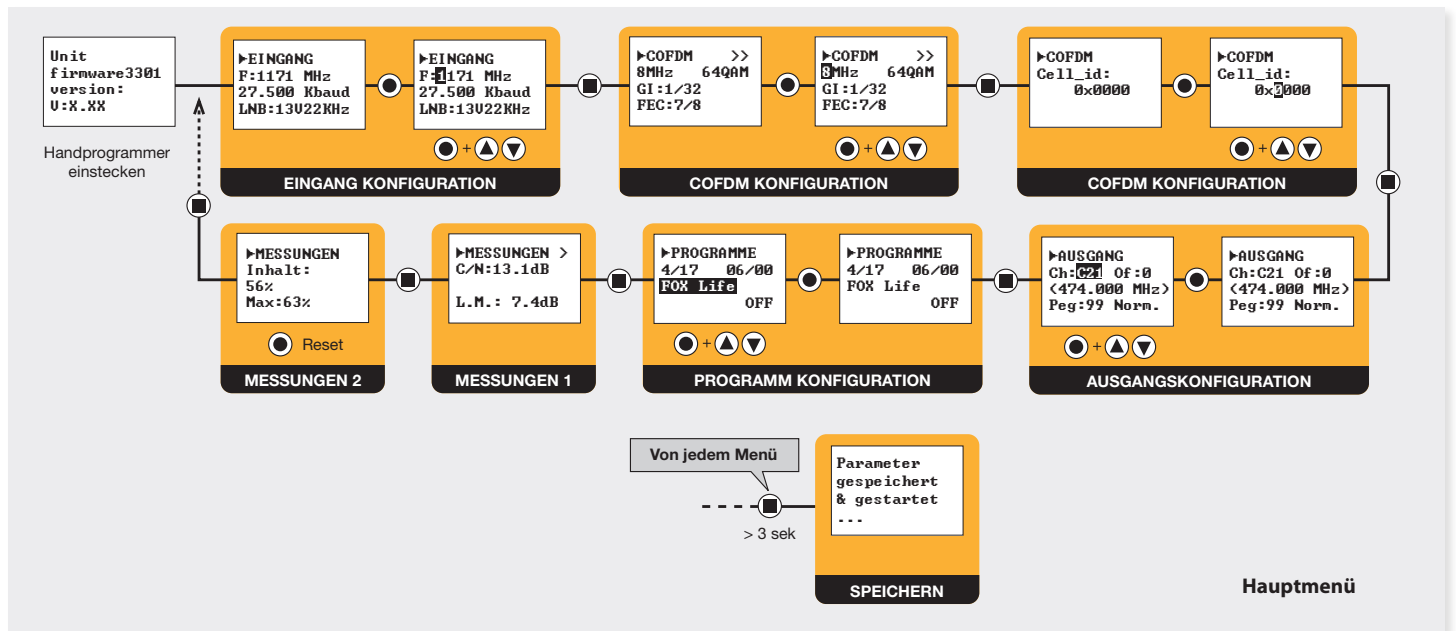 Unit
firmware3301
version:
V:X.XX
Handprogrammer
einstecken
►EINGANG
F:1171 MHz
27.500 Kbaud
LNB:13V22KHz
►EINGANG
F:1171 MHz
27.500 Kbaud
LNB:13V22KHz
+
EINGANG KONFIGURATION
►COFDM >>
8MHz 64QAM
GI:1/32
FEC:7/8
►COFDM >>
8MHz 64QAM
GI:1/32
FEC:7/8
+
COFDM KONFIGURATION
►COFDM
Cell_id:
0x0000
►COFDM
Cell_id:
0x0000
+
COFDM KONFIGURATION
►MESSUNGEN
Inhalt:
56%
Max:63%
Reset
MESSUNGEN 2
►MESSUNGEN >
C/N:13.1dB
L.M.: 7.4dB
MESSUNGEN 1
►PROGRAMME
4/17 06/00
FOX Life
OFF
►PROGRAMME
4/17 06/00
FOX Life
OFF
+
PROGRAMM KONFIGURATION
►AUSGANG
Ch:C21 Of:0
(474.000 MHz)
Peg:99 Norm.
►AUSGANG
Ch:C21 Of:0
(474.000 MHz)
Peg:99 Norm.
+
AUSGANGSKONFIGURATION
Von jedem Menü
> 3 sek
Parameter
gespeichert
& gestartet
...
SPEICHERN
Hauptmenü